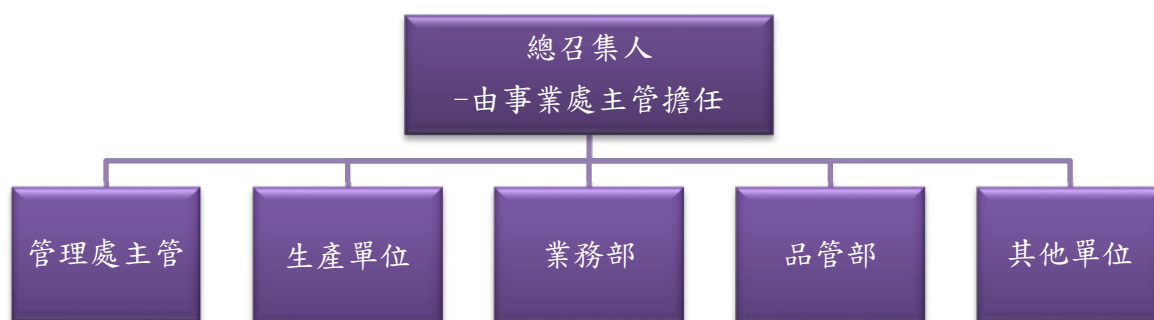 總召集人
-由事業處主管擔任
管理處主管
生產單位
業務部
品管部
其他單位